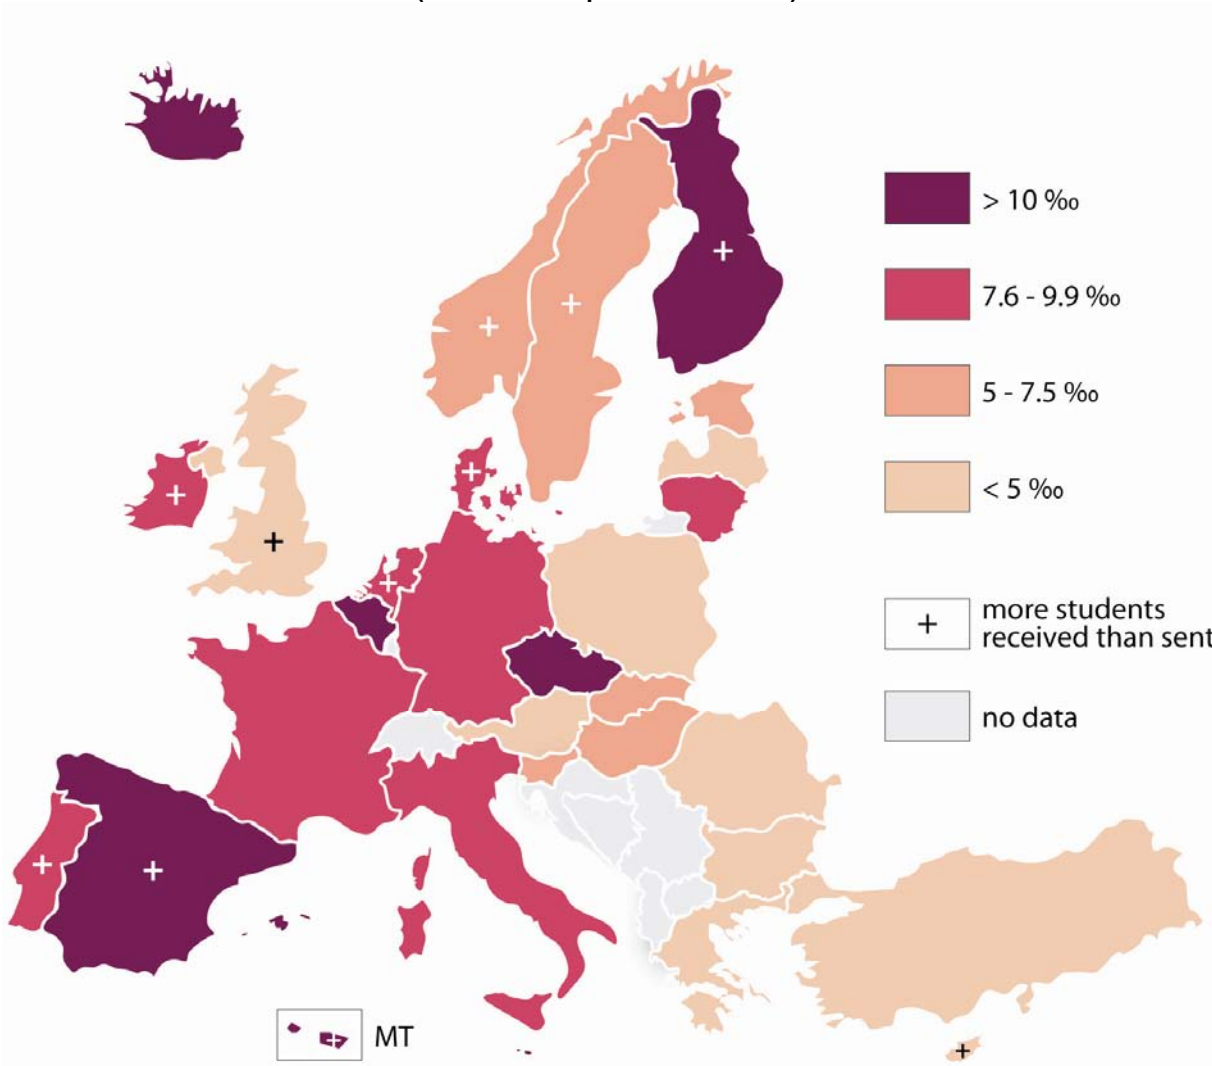 > 10 ‰
7.6 - 9.9 ‰
5 - 7.5 ‰
< 5 ‰
+ more students
received than sent
no data
MT